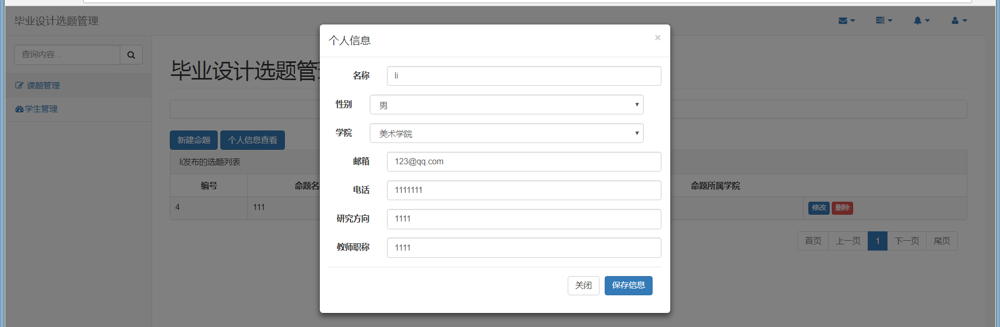 毕业设计选题管理
查询内容...
课题管理
学生管理
毕业设计选题管
新建命题 个人信息查看
li发布的选题列表
编号 命题名 命题所属学院
4 111 修改 删除
首页 上一页 1 下一页 尾页
个人信息 ×
名称 li
性别 男
学院 美术学院
邮箱 123@qq.com
电话 1111111
研究方向 1111
教师职称 1111
关闭 保存信息